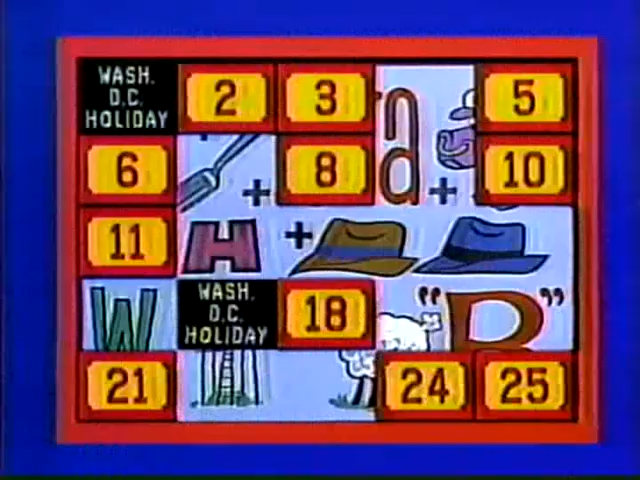 WASH.
D.C.
HOLIDAY
2
3
5
+
6
+
8
+
10
11
H
+
W
WASH.
D.C.
HOLIDAY
18
"R"
21
24
25